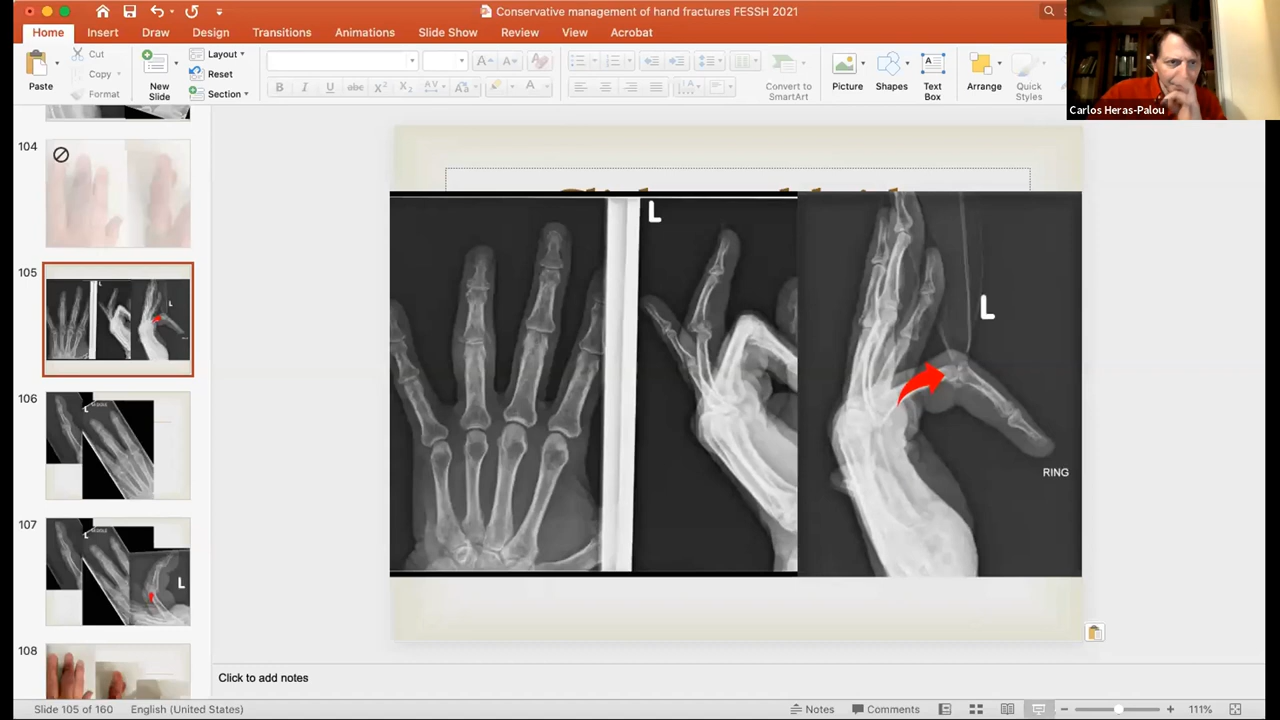 Conservative management of hand fractures FESSH 2021
Home Insert Draw Design Transitions Animations Slide Show Review View Acrobat
Paste
Cut
Copy
Format
New
Slide
Layout
Reset
Section
Convert to
SmartArt
Picture
Shapes
Text
Box
Arrange
Quick
Styles
Carlos Heras-Palou
104
105
106
107
108
L
L
RING
Click to add notes
Slide 105 of 160 English (United States) Notes Comments 111%